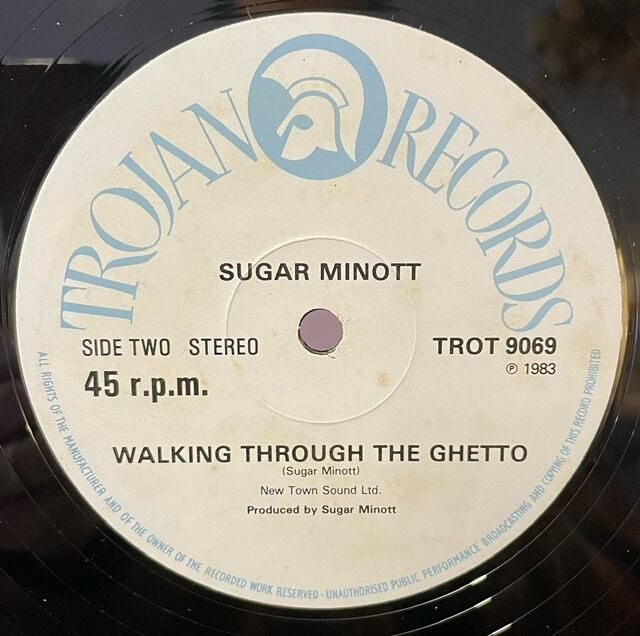 TROJAN RECORDS
SUGAR MINOTT
SIDE TWO STEREO
TROT 9069
45 r.p.m.
℗ 1983
WALKING THROUGH THE GHETTO
(Sugar Minott)
New Town Sound Ltd.
Produced by Sugar Minott
ALL RIGHTS OF THE MANUFACTURER AND OF THE OWNER OF THE RECORDED WORK RESERVED · UNAUTHORISED PUBLIC PERFORMANCE BROADCASTING AND COPYING OF THIS RECORD PROHIBITED